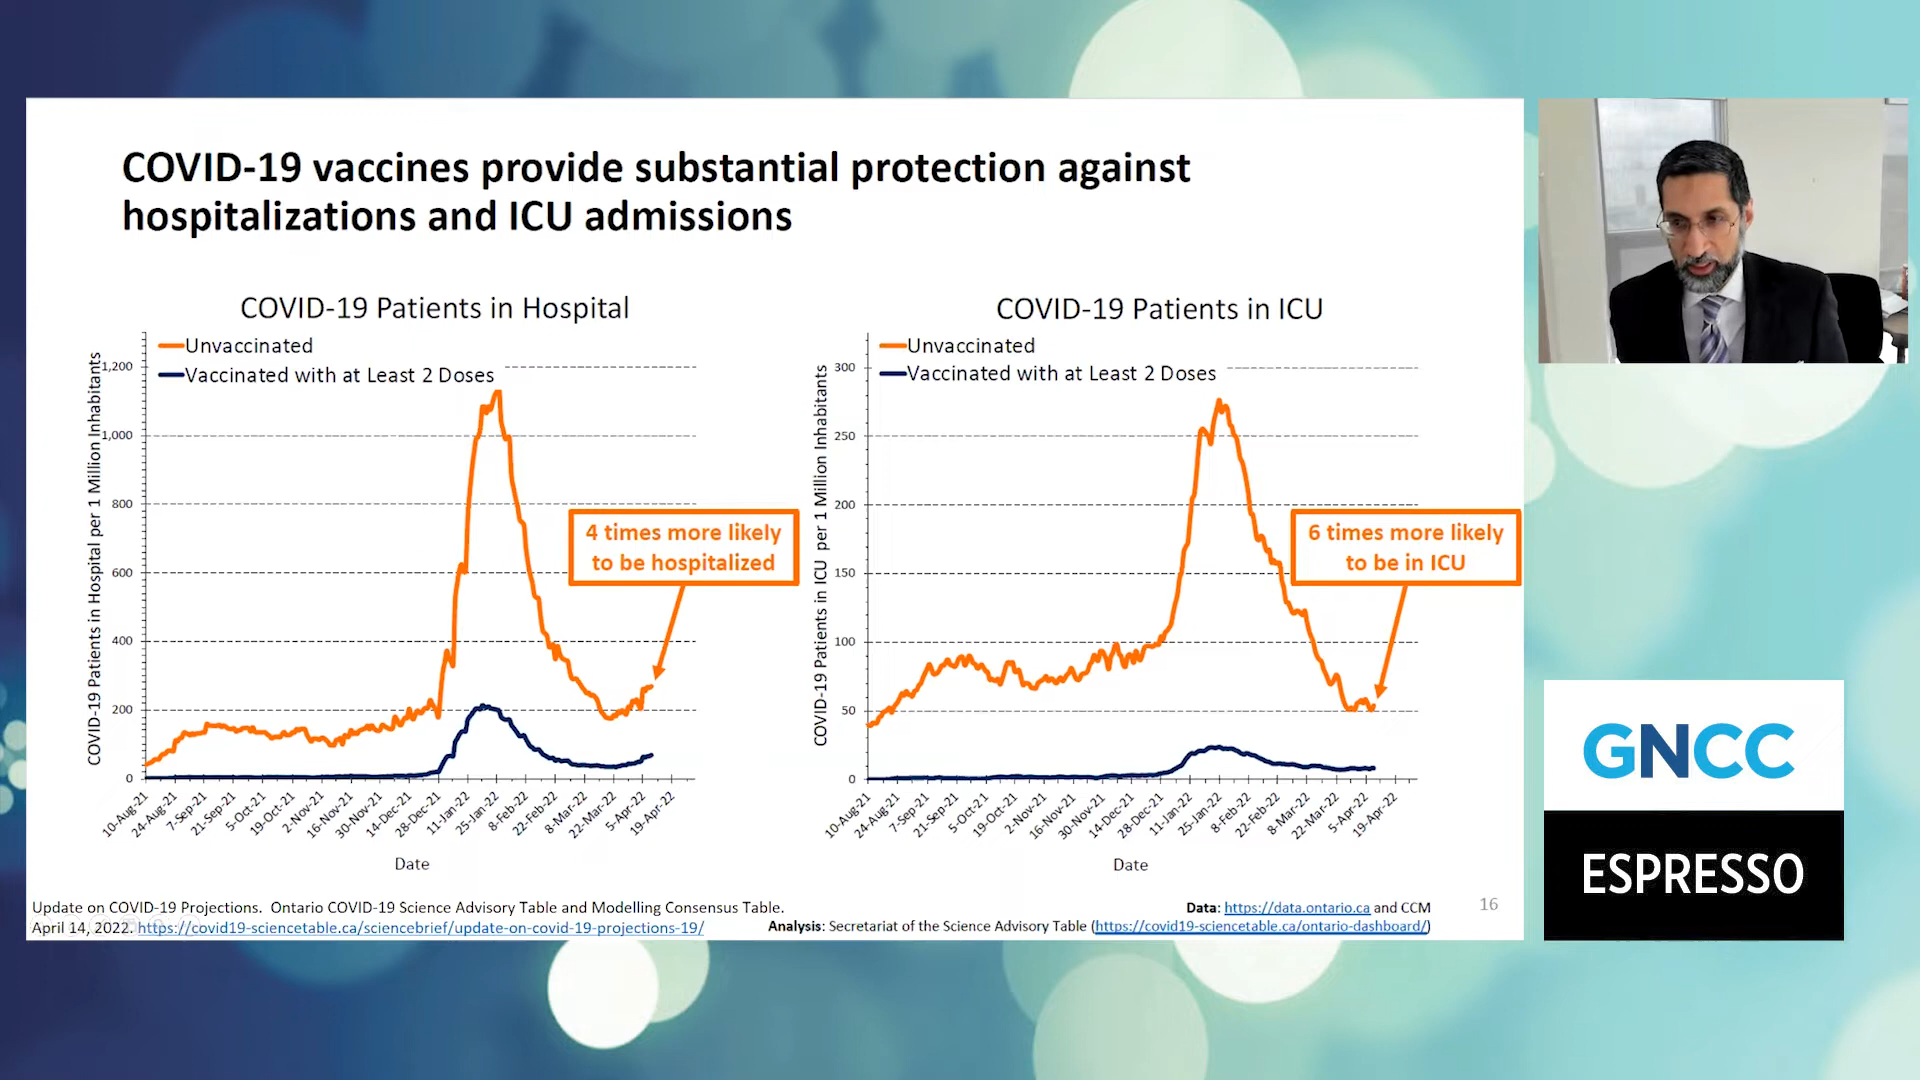 COVID-19 vaccines provide substantial protection against
hospitalizations and ICU admissions
COVID-19 Patients in Hospital
Unvaccinated
Vaccinated with at Least 2 Doses
COVID-19 Patients in Hospital per 1 Million Inhabitants
1,200
1,000
800
600
400
200
0
4 times more likely
to be hospitalized
10-Aug-21
24-Aug-21
7-Sep-21
21-Sep-21
5-Oct-21
19-Oct-21
2-Nov-21
16-Nov-21
30-Nov-21
14-Dec-21
28-Dec-21
11-Jan-22
25-Jan-22
8-Feb-22
22-Feb-22
8-Mar-22
22-Mar-22
5-Apr-22
19-Apr-22
Date
COVID-19 Patients in ICU
Unvaccinated
Vaccinated with at Least 2 Doses
COVID-19 Patients in ICU per 1 Million Inhabitants
300
250
200
150
100
50
0
6 times more likely
to be in ICU
10-Aug-21
24-Aug-21
7-Sep-21
21-Sep-21
5-Oct-21
19-Oct-21
2-Nov-21
16-Nov-21
30-Nov-21
14-Dec-21
28-Dec-21
11-Jan-22
25-Jan-22
8-Feb-22
22-Feb-22
8-Mar-22
22-Mar-22
5-Apr-22
19-Apr-22
Date
Update on COVID-19 Projections. Ontario COVID-19 Science Advisory Table and Modelling Consensus Table.
April 14, 2022. https://covid19-sciencetable.ca/sciencebrief/update-on-covid-19-projections-19/
Data: https://data.ontario.ca and CCM
Analysis: Secretariat of the Science Advisory Table (https://covid19-sciencetable.ca/ontario-dashboard/)
16
GNCC
ESPRESSO